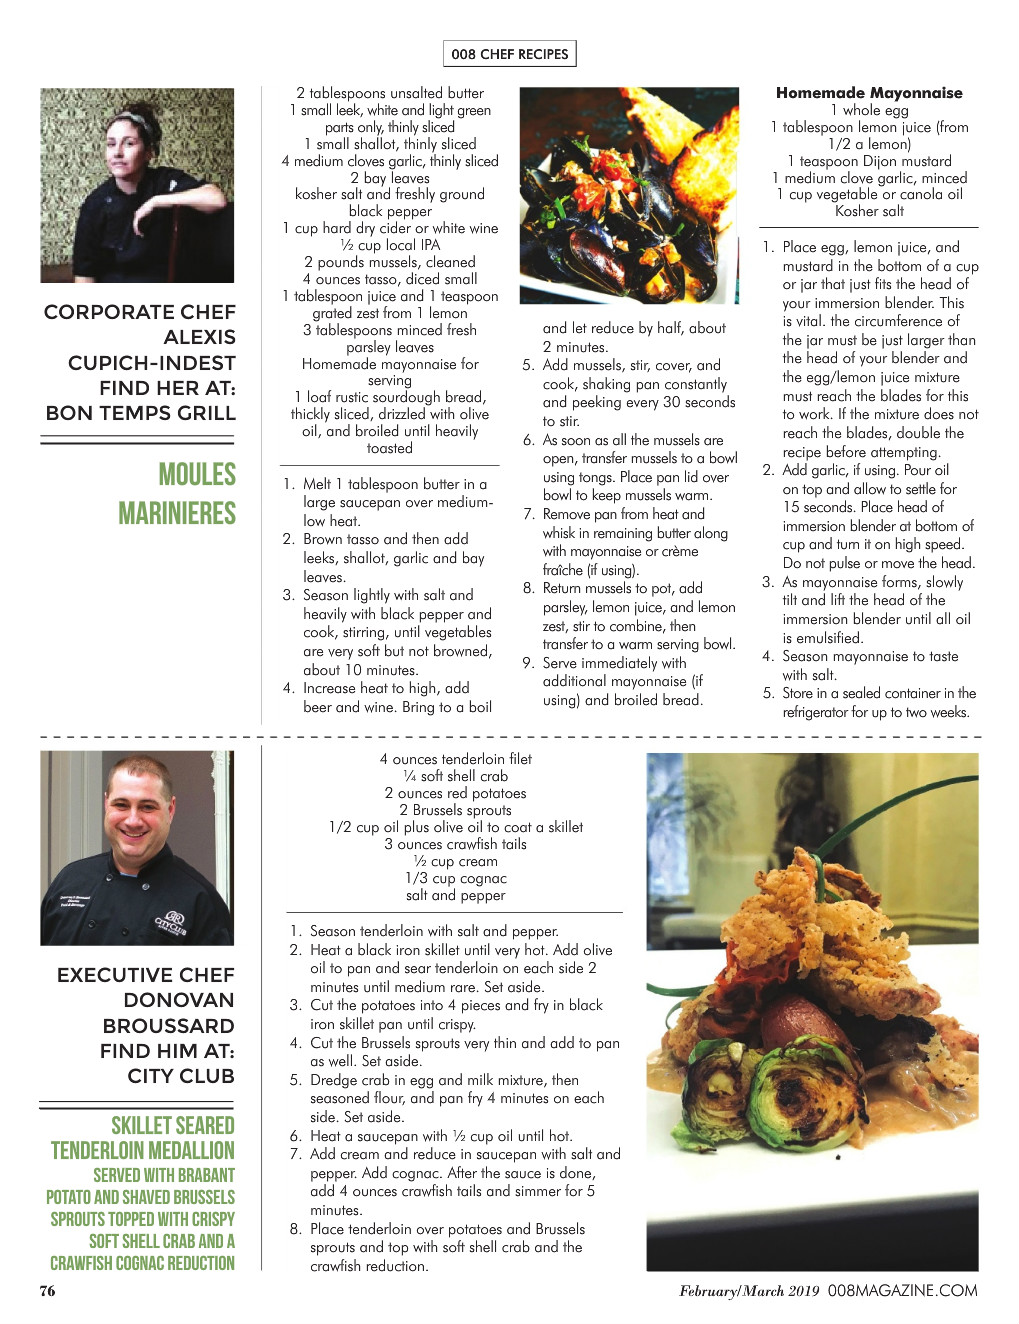 008 CHEF RECIPES
CORPORATE CHEF
ALEXIS
CUPICH-INDEST
FIND HER AT:
BON TEMPS GRILL
MOULES
MARINIERES
2 tablespoons unsalted butter
1 small leek, white and light green
parts only, thinly sliced
1 small shallot, thinly sliced
4 medium cloves garlic, thinly sliced
2 bay leaves
kosher salt and freshly ground
black pepper
1 cup hard dry cider or white wine
½ cup local IPA
2 pounds mussels, cleaned
4 ounces tasso, diced small
1 tablespoon juice and 1 teaspoon
grated zest from 1 lemon
3 tablespoons minced fresh
parsley leaves
Homemade mayonnaise for
serving
1 loaf rustic sourdough bread,
thickly sliced, drizzled with olive
oil, and broiled until heavily
toasted
1. Melt 1 tablespoon butter in a
large saucepan over medium-
low heat.
2. Brown tasso and then add
leeks, shallot, garlic and bay
leaves.
3. Season lightly with salt and
heavily with black pepper and
cook, stirring, until vegetables
are very soft but not browned,
about 10 minutes.
4. Increase heat to high, add
beer and wine. Bring to a boil
and let reduce by half, about
2 minutes.
5. Add mussels, stir, cover, and
cook, shaking pan constantly
and peeking every 30 seconds
to stir.
6. As soon as all the mussels are
open, transfer mussels to a bowl
using tongs. Place pan lid over
bowl to keep mussels warm.
7. Remove pan from heat and
whisk in remaining butter along
with mayonnaise or crème
fraîche (if using).
8. Return mussels to pot, add
parsley, lemon juice, and lemon
zest, stir to combine, then
transfer to a warm serving bowl.
9. Serve immediately with
additional mayonnaise (if
using) and broiled bread.
Homemade Mayonnaise
1 whole egg
1 tablespoon lemon juice (from
1/2 a lemon)
1 teaspoon Dijon mustard
1 medium clove garlic, minced
1 cup vegetable or canola oil
Kosher salt
1. Place egg, lemon juice, and
mustard in the bottom of a cup
or jar that just fits the head of
your immersion blender. This
is vital. the circumference of
the jar must be just larger than
the head of your blender and
the egg/lemon juice mixture
must reach the blades for this
to work. If the mixture does not
reach the blades, double the
recipe before attempting.
2. Add garlic, if using. Pour oil
on top and allow to settle for
15 seconds. Place head of
immersion blender at bottom of
cup and turn it on high speed.
Do not pulse or move the head.
3. As mayonnaise forms, slowly
tilt and lift the head of the
immersion blender until all oil
is emulsified.
4. Season mayonnaise to taste
with salt.
5. Store in a sealed container in the
refrigerator for up to two weeks.
CITY CLUB
EXECUTIVE CHEF
DONOVAN
BROUSSARD
FIND HIM AT:
CITY CLUB
SKILLET SEARED
TENDERLOIN MEDALLION
SERVED WITH BRABANT
POTATO AND SHAVED BRUSSELS
SPROUTS TOPPED WITH CRISPY
SOFT SHELL CRAB AND A
CRAWFISH COGNAC REDUCTION
4 ounces tenderloin filet
¼ soft shell crab
2 ounces red potatoes
2 Brussels sprouts
1/2 cup oil plus olive oil to coat a skillet
3 ounces crawfish tails
½ cup cream
1/3 cup cognac
salt and pepper
1. Season tenderloin with salt and pepper.
2. Heat a black iron skillet until very hot. Add olive
oil to pan and sear tenderloin on each side 2
minutes until medium rare. Set aside.
3. Cut the potatoes into 4 pieces and fry in black
iron skillet pan until crispy.
4. Cut the Brussels sprouts very thin and add to pan
as well. Set aside.
5. Dredge crab in egg and milk mixture, then
seasoned flour, and pan fry 4 minutes on each
side. Set aside.
6. Heat a saucepan with ½ cup oil until hot.
7. Add cream and reduce in saucepan with salt and
pepper. Add cognac. After the sauce is done,
add 4 ounces crawfish tails and simmer for 5
minutes.
8. Place tenderloin over potatoes and Brussels
sprouts and top with soft shell crab and the
crawfish reduction.
76
February/March 2019 008MAGAZINE.COM